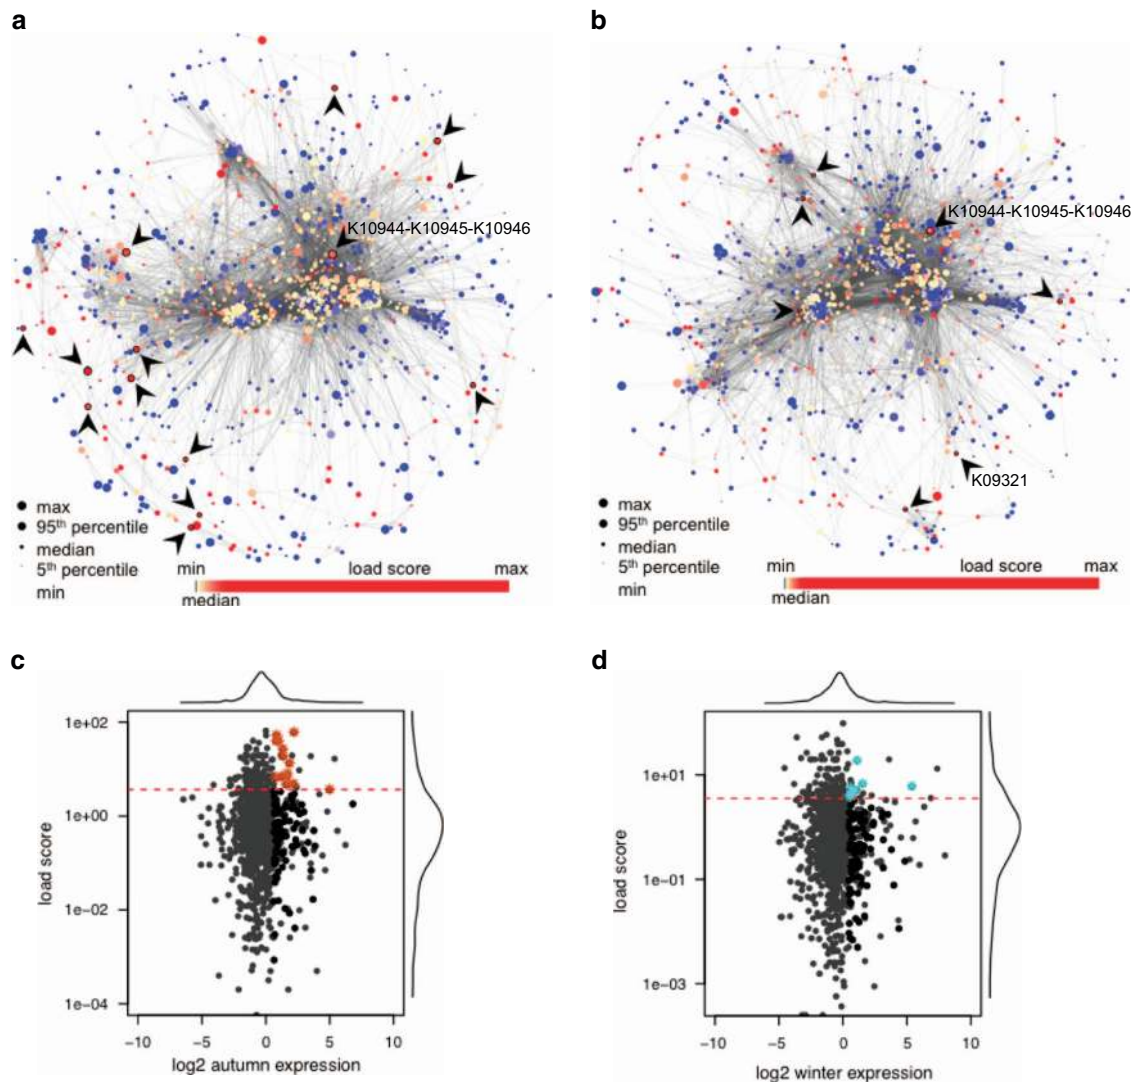 a
K10944-K10945-K10946
max
95th percentile
median
5th percentile
min
min
load score
max
median
b
K10944-K10945-K10946
K09321
max
95th percentile
median
5th percentile
min
min
load score
max
median
c
1e+02
1e+00
1e−02
1e−04
load score
−10
−5
0
5
10
log2 autumn expression
d
1e+01
1e−01
1e−03
load score
−10
−5
0
5
10
log2 winter expression